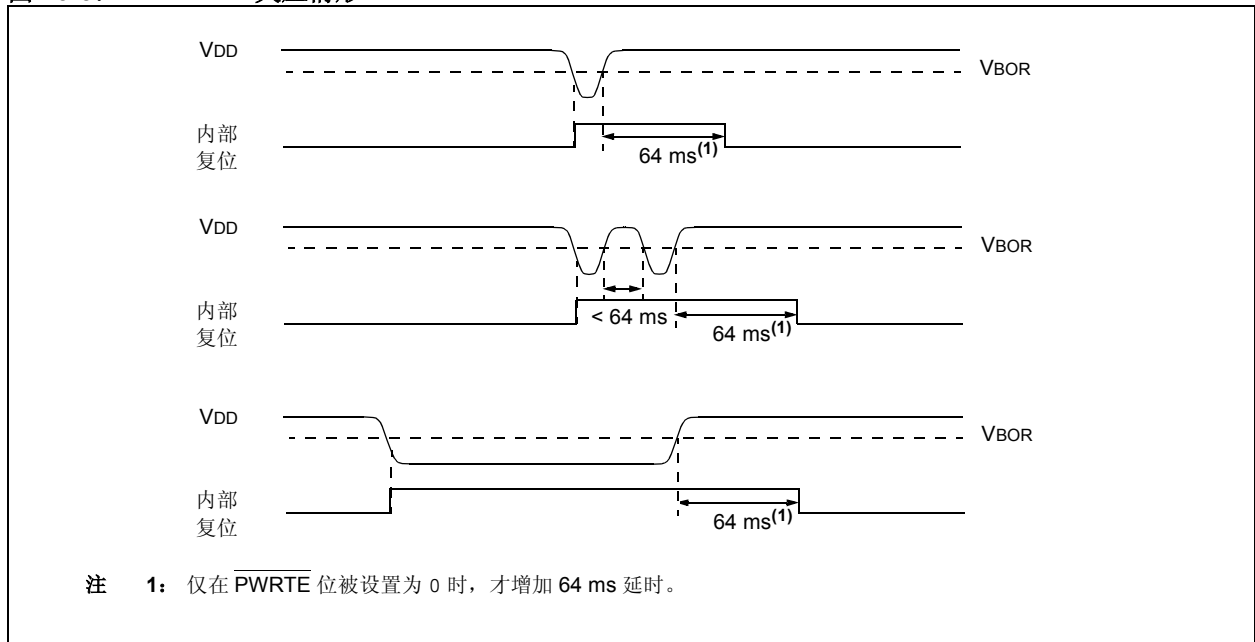 VDD
VBOR
内部
复位
64 ms(1)
VDD
VBOR
内部
复位
< 64 ms
64 ms(1)
VDD
VBOR
内部
复位
64 ms(1)
注 1： 仅在 PWRTE 位被设置为 0 时，才增加 64 ms 延时。